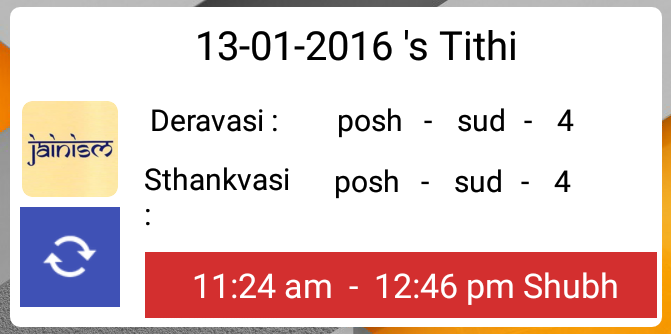 13-01-2016 's Tithi
Deravasi : posh - sud - 4
jainism
Sthankvasi : posh - sud - 4
11:24 am - 12:46 pm Shubh